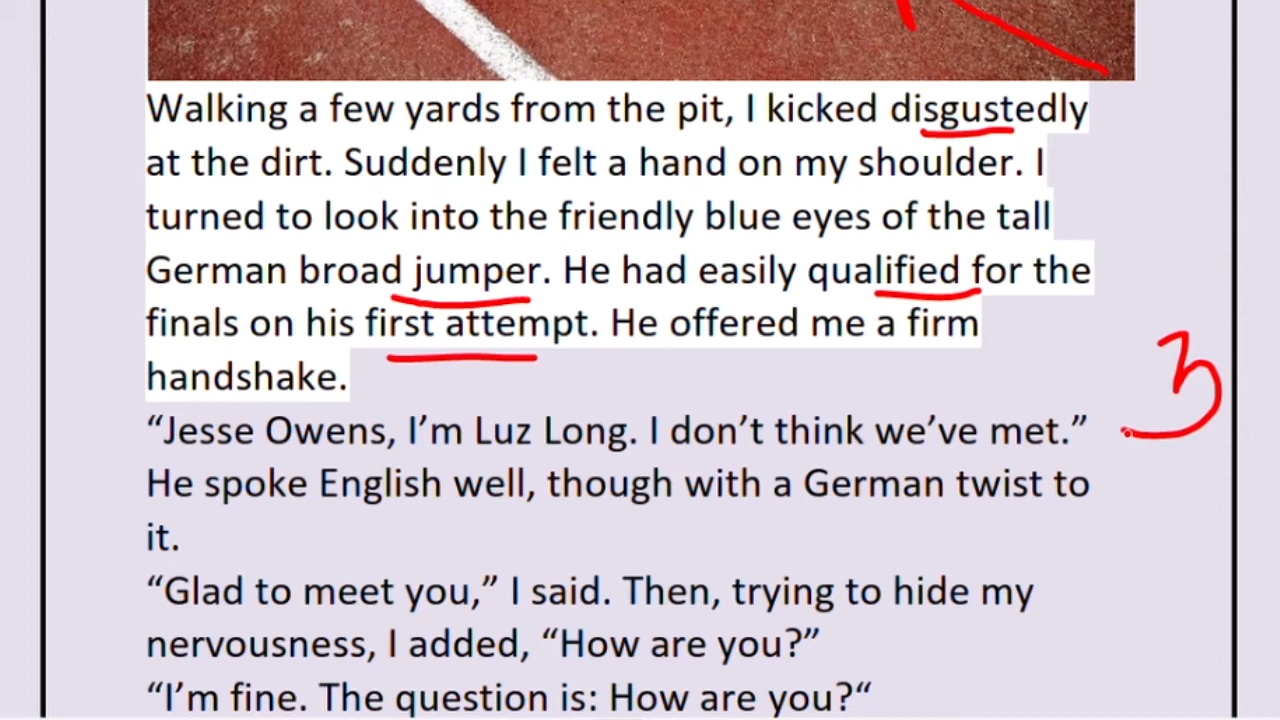 Walking a few yards from the pit, I kicked disgustedly
at the dirt. Suddenly I felt a hand on my shoulder. I
turned to look into the friendly blue eyes of the tall
German broad jumper. He had easily qualified for the
finals on his first attempt. He offered me a firm
handshake.
3
“Jesse Owens, I’m Luz Long. I don’t think we’ve met.”
He spoke English well, though with a German twist to
it.
“Glad to meet you,” I said. Then, trying to hide my
nervousness, I added, “How are you?”
“I’m fine. The question is: How are you?“